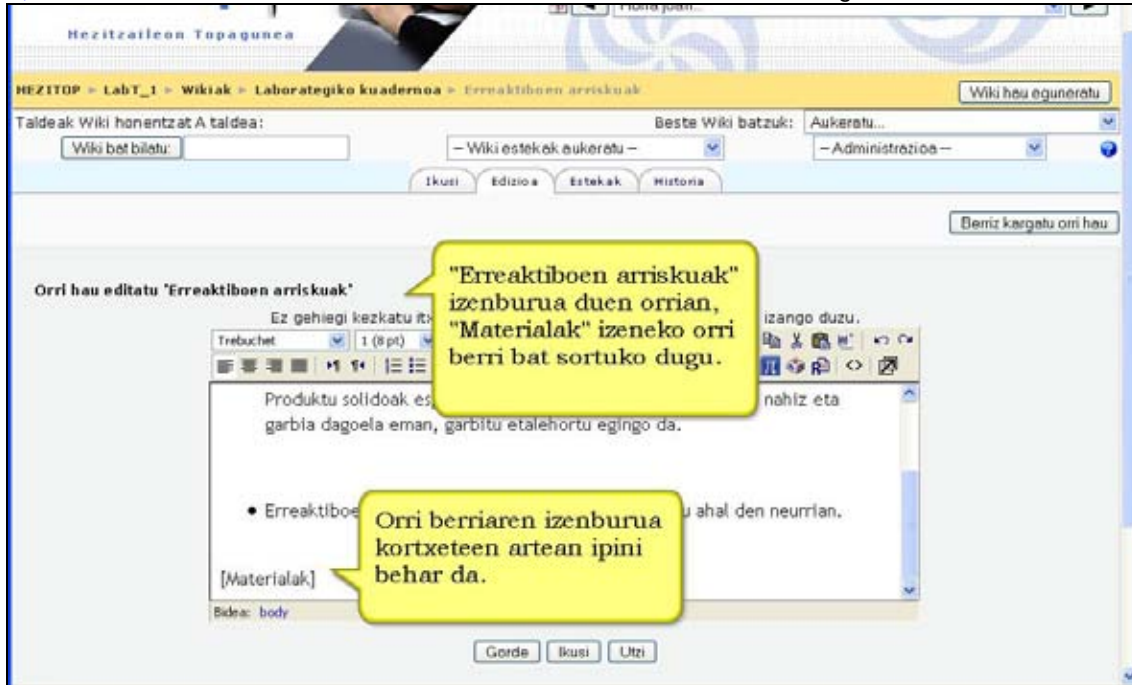 Hezitzaileen Topagunea
HEZITOP ► LabT_1 ► Wikiak ► Laborategiko kuadernoa ► Erreaktiboen arriskuak
Wiki hau eguneratu
Taldeak Wiki honentzat A taldea:
Beste Wiki batzuk: Aukeratu...
Wiki bat bilatu:
-- Wiki estekak aukeratu --
-- Administrazioa --
Ikusi Edizioa Estekak Historia
Berriz kargatu orri hau
"Erreaktiboen arriskuak"
izenburua duen orrian,
"Materialak" izeneko orri
berri bat sortuko dugu.
Orri hau editatu 'Erreaktiboen arriskuak'
Ez gehiegi kezkatu izango duzu.
Trebuchet 1 (8 pt)
Produktu solidoak nahiz eta
garbia dagoela eman, garbitu etalehortu egingo da.
• ahal den neurrian.
Orri berriaren izenburua
kortxeteen artean ipini
behar da.
[Materialak]
Bidea: body
Gorde Ikusi Utzi